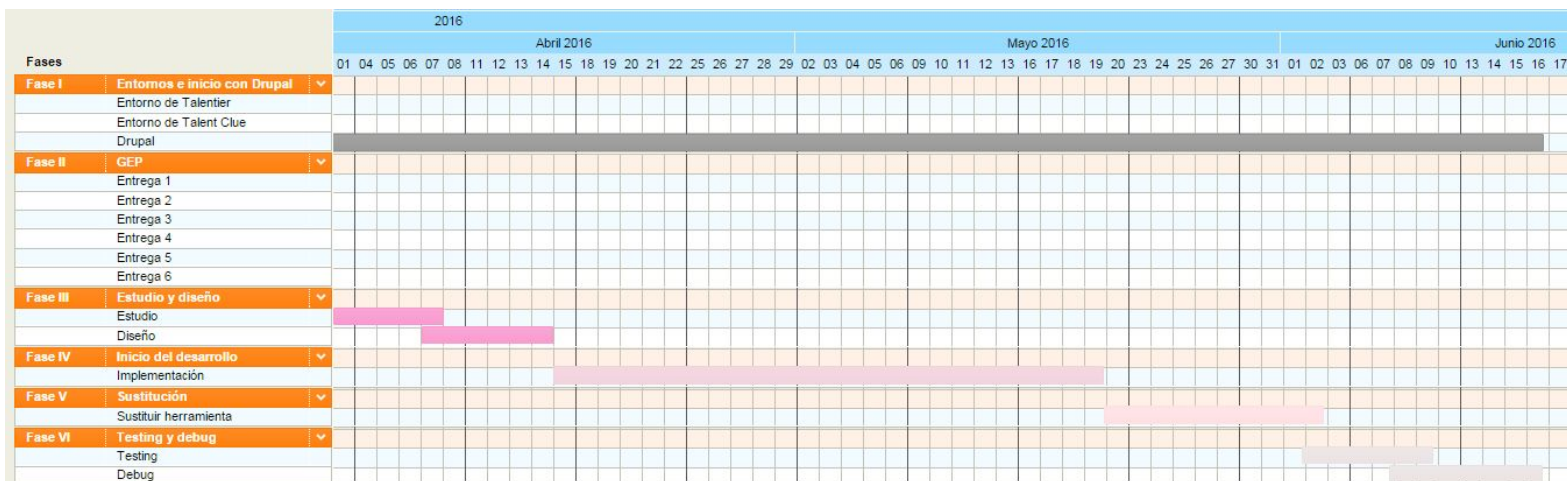 2016
Abril 2016 Mayo 2016 Junio 2016
Fases 01 04 05 06 07 08 11 12 13 14 15 18 19 20 21 22 25 26 27 28 29 02 03 04 05 06 09 10 11 12 13 16 17 18 19 20 23 24 25 26 27 30 31 01 02 03 06 07 08 09 10 13 14 15 16 17
Fase I Entornos e inicio con Drupal
Entorno de Talentier
Entorno de Talent Clue
Drupal
Fase II GEP
Entrega 1
Entrega 2
Entrega 3
Entrega 4
Entrega 5
Entrega 6
Fase III Estudio y diseño
Estudio
Diseño
Fase IV Inicio del desarrollo
Implementación
Fase V Sustitución
Sustituir herramienta
Fase VI Testing y debug
Testing
Debug